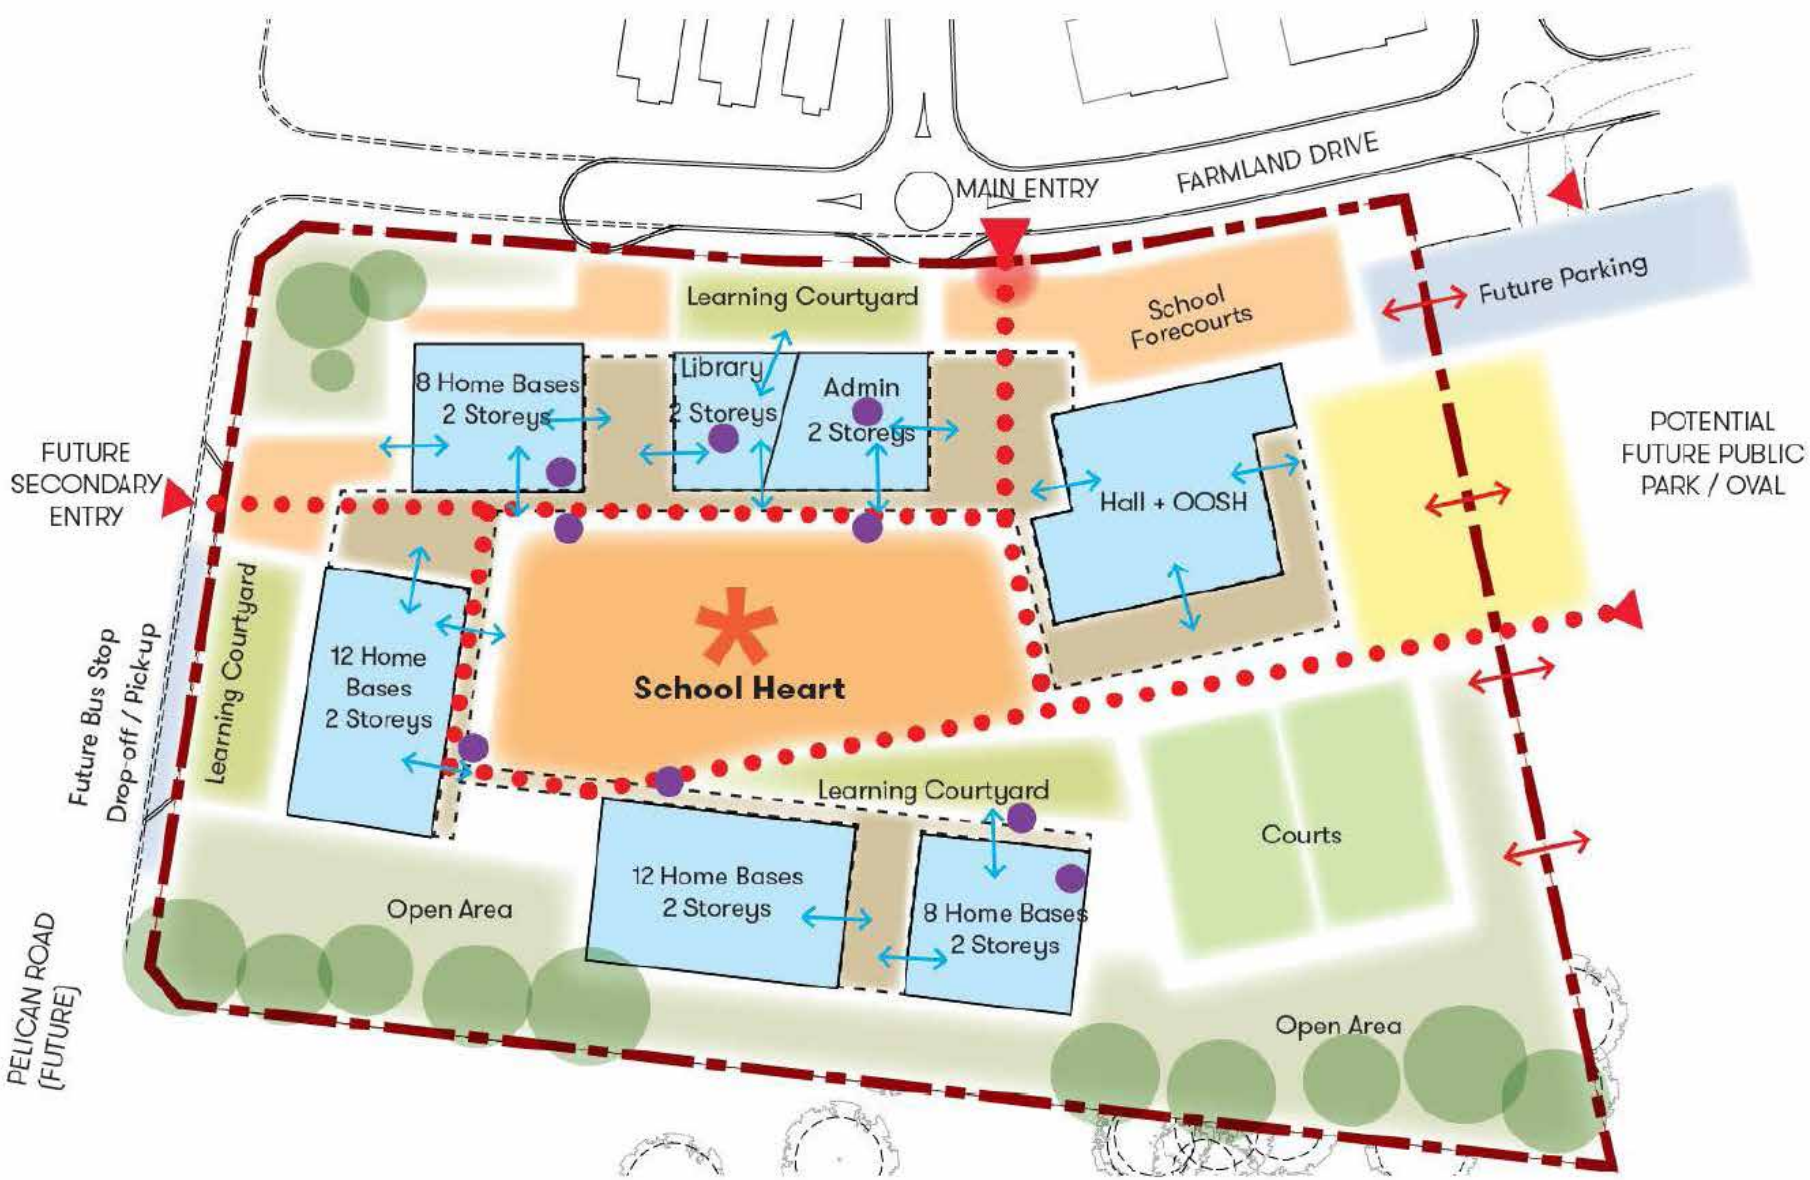 MAIN ENTRY
FARMLAND DRIVE
Learning Courtyard
School
Forecourts
Future Parking
8 Home Bases
2 Storeys
Library
2 Storeys
Admin
2 Storeys
Hall + OOSH
POTENTIAL
FUTURE PUBLIC
PARK / OVAL
FUTURE
SECONDARY
ENTRY
Learning Courtyard
Future Bus Stop
Drop-off / Pick-up
12 Home
Bases
2 Storeys
School Heart
Learning Courtyard
Courts
12 Home Bases
2 Storeys
8 Home Bases
2 Storeys
Open Area
Open Area
PELICAN ROAD
(FUTURE)